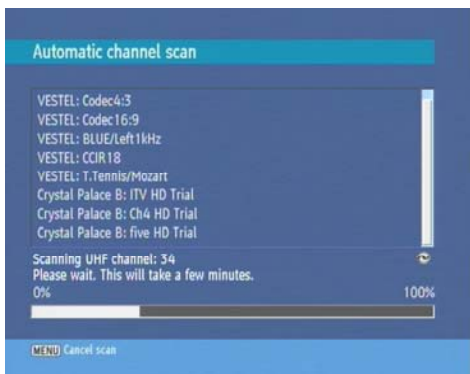 Automatic channel scan
VESTEL: Codec4:3
VESTEL: Codec16:9
VESTEL: BLUE/Left1kHz
VESTEL: CCIR18
VESTEL: T.Tennis/Mozart
Crystal Palace B: ITV HD Trial
Crystal Palace B: Ch4 HD Trial
Crystal Palace B: five HD Trial
Scanning UHF channel: 34
Please wait. This will take a few minutes.
0% 100%
MENU Cancel scan